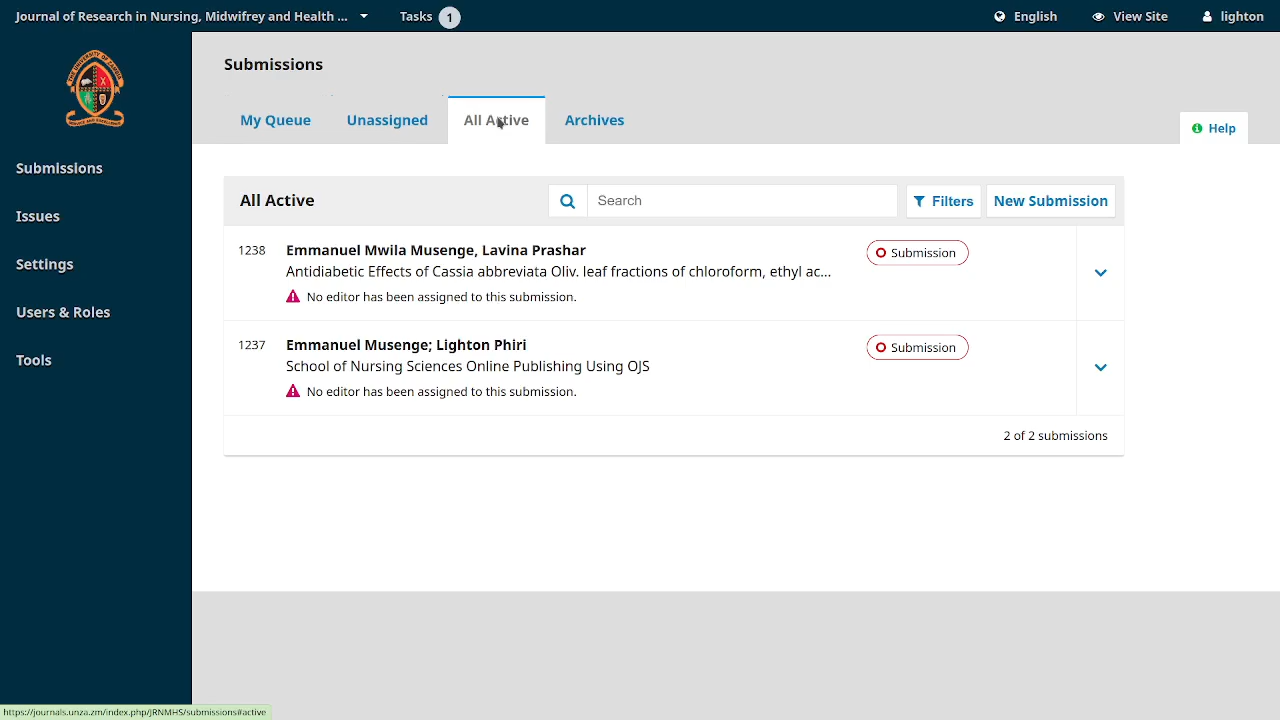 Journal of Research in Nursing, Midwifrey and Health ...
Tasks 1
English
View Site
lighton
Submissions
Issues
Settings
Users & Roles
Tools
Submissions
My Queue
Unassigned
All Active
Archives
Help
All Active
Search
Filters
New Submission
1238
Emmanuel Mwila Musenge, Lavina Prashar
Submission
Antidiabetic Effects of Cassia abbreviata Oliv. leaf fractions of chloroform, ethyl ac...
No editor has been assigned to this submission.
1237
Emmanuel Musenge; Lighton Phiri
Submission
School of Nursing Sciences Online Publishing Using OJS
No editor has been assigned to this submission.
2 of 2 submissions
https://journals.unza.zm/index.php/JRNMHS/submissions#active